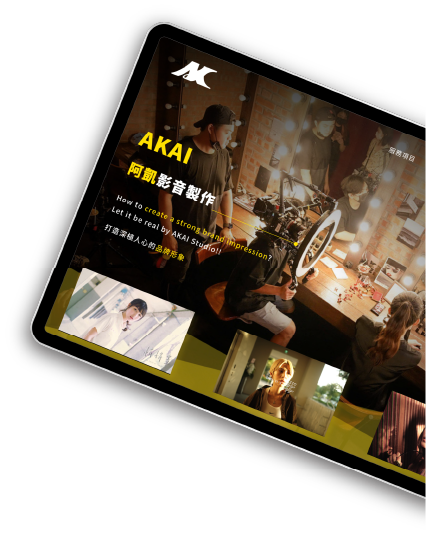 AK
服務項目
AKAI
阿凱影音製作
How to create a strong brand impression?
Let it be real by AKAI Studio!!
打造深植人心的品牌形象